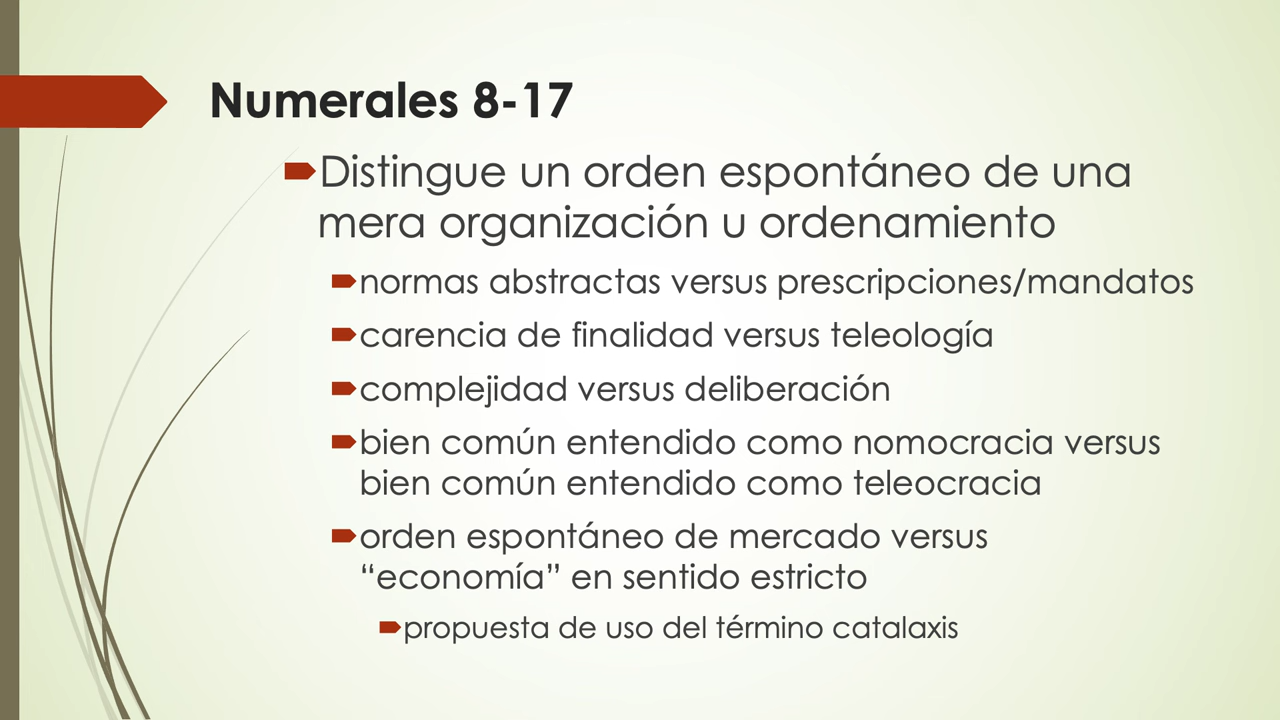 Numerales 8-17
Distingue un orden espontáneo de una
mera organización u ordenamiento
normas abstractas versus prescripciones/mandatos
carencia de finalidad versus teleología
complejidad versus deliberación
bien común entendido como nomocracia versus
bien común entendido como teleocracia
orden espontáneo de mercado versus
“economía” en sentido estricto
propuesta de uso del término catalaxis